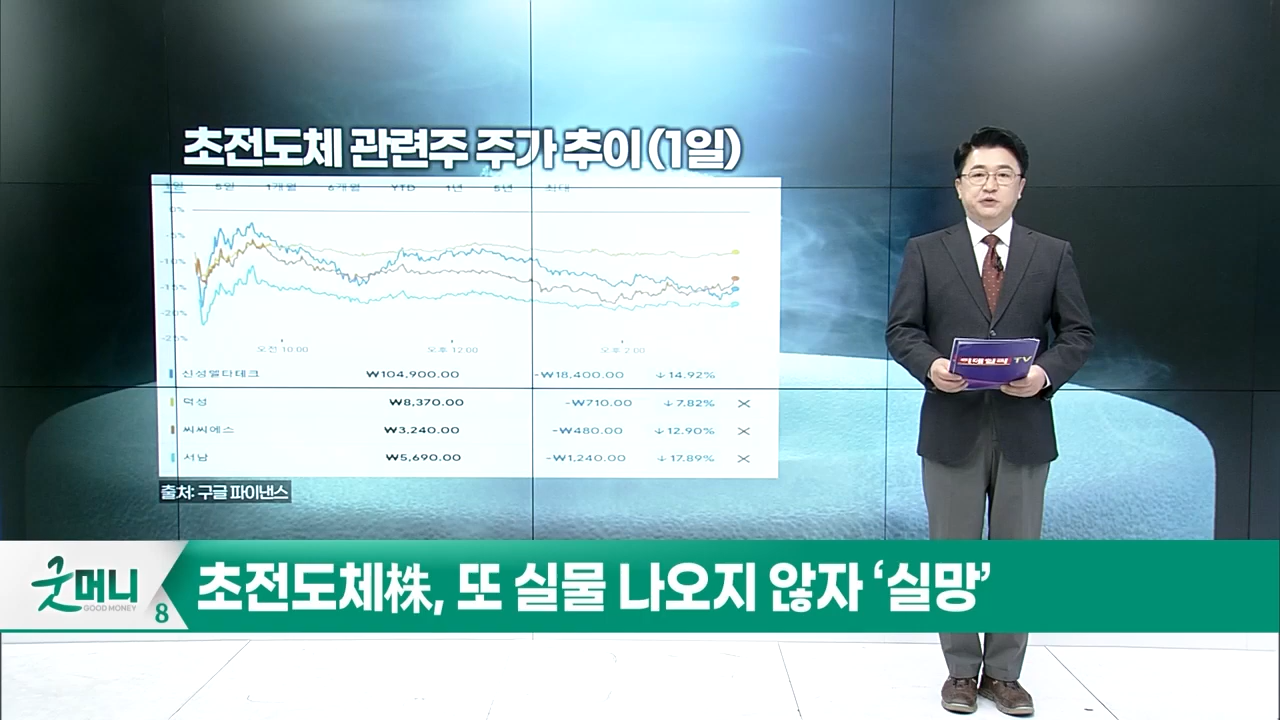 초전도체 관련주 주가 추이 (1일)
1일 5일 1개월 6개월 YTD 1년 5년 최대
0%
-5%
-10%
-15%
-20%
-25%
오전 10:00 오후 12:00 오후 2:00
신성델타테크 ₩104,900.00 -₩18,400.00 ↓14.92%
덕성 ₩8,370.00 -₩710.00 ↓7.82% ×
씨씨에스 ₩3,240.00 -₩480.00 ↓12.90% ×
서남 ₩5,690.00 -₩1,240.00 ↓17.89% ×
출처: 구글 파이낸스
이데일리 TV
굿머니
GOOD MONEY
8
초전도체株, 또 실물 나오지 않자 ‘실망’